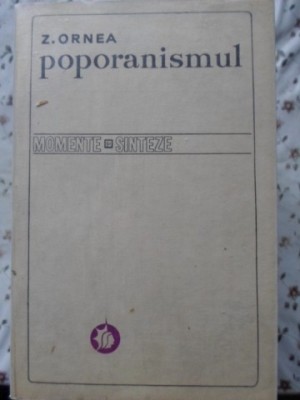 Z. ORNEA
poporanismul
MOMENTE SINTEZE